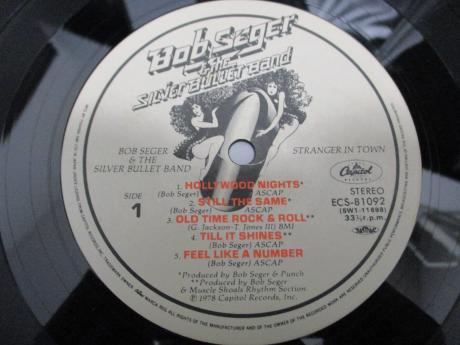 Bob Seger
& the
Silver Bullet Band
BOB SEGER
& THE
SILVER BULLET BAND
STRANGER IN TOWN
Capitol
RECORDS
SIDE
1
STEREO
ECS-81092
(SW1-11698)
33⅓ r.p.m.
1. HOLLYWOOD NIGHTS*
(Bob Seger) ASCAP
2. STILL THE SAME*
(Bob Seger) ASCAP
3. OLD TIME ROCK & ROLL**
(G. Jackson-T. Jones III) BMI
4. TILL IT SHINES**
(Bob Seger) ASCAP
5. FEEL LIKE A NUMBER
(Bob Seger) ASCAP
*Produced by Bob Seger & Punch
**Produced by Bob Seger
& Muscle Shoals Rhythm Section
℗ 1978 Capitol Records, Inc.